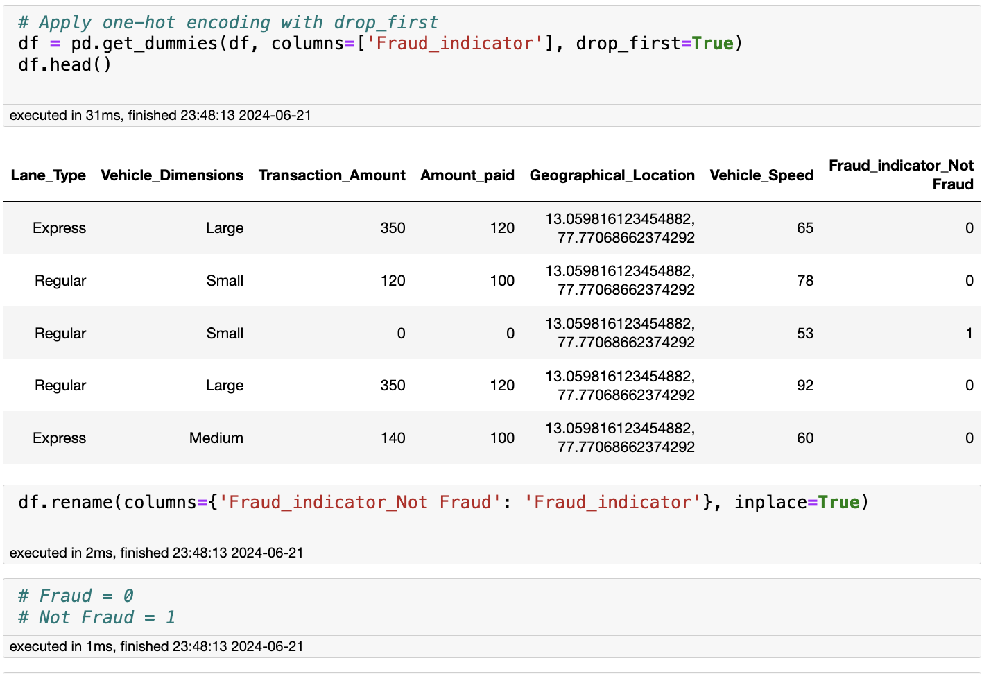 # Apply one-hot encoding with drop_first
df = pd.get_dummies(df, columns=['Fraud_indicator'], drop_first=True)
df.head()
executed in 31ms, finished 23:48:13 2024-06-21
Lane_Type Vehicle_Dimensions Transaction_Amount Amount_paid Geographical_Location Vehicle_Speed Fraud_indicator_Not
Fraud
Express Large 350 120 13.059816123454882, 65 0
77.77068662374292
Regular Small 120 100 13.059816123454882, 78 0
77.77068662374292
Regular Small 0 0 13.059816123454882, 53 1
77.77068662374292
Regular Large 350 120 13.059816123454882, 92 0
77.77068662374292
Express Medium 140 100 13.059816123454882, 60 0
77.77068662374292
df.rename(columns={'Fraud_indicator_Not Fraud': 'Fraud_indicator'}, inplace=True)
executed in 2ms, finished 23:48:13 2024-06-21
# Fraud = 0
# Not Fraud = 1
executed in 1ms, finished 23:48:13 2024-06-21